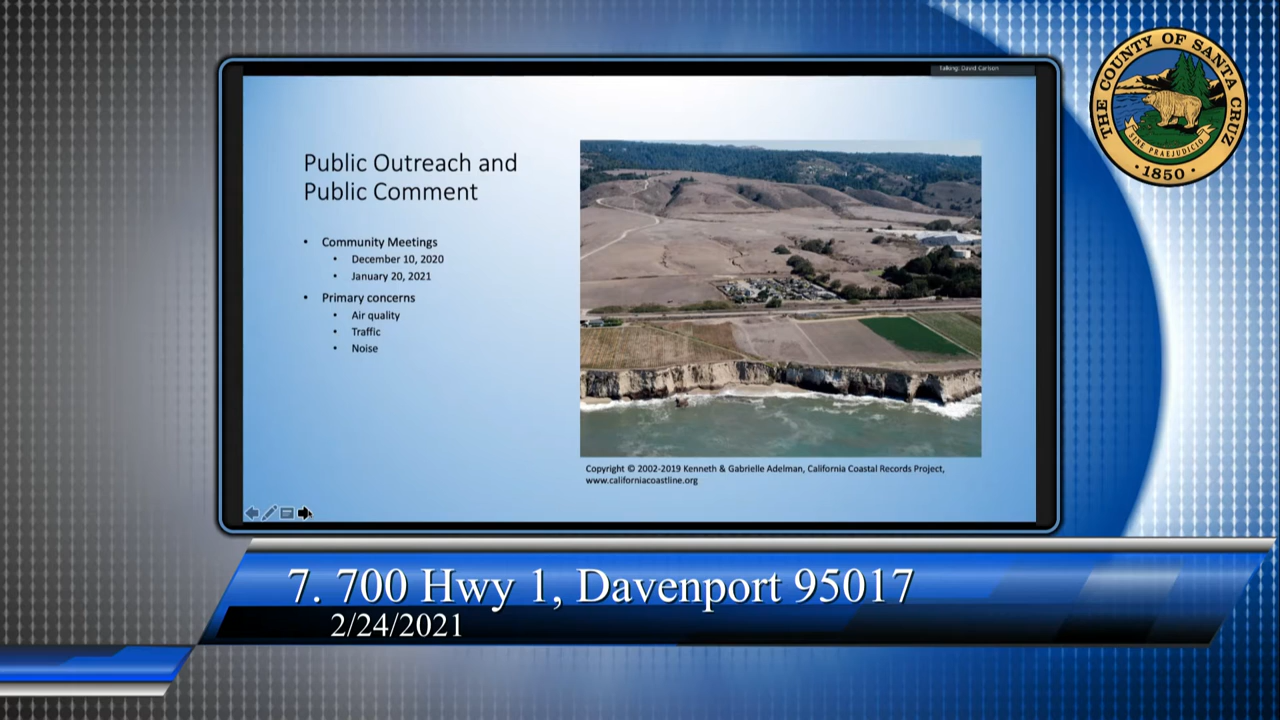 Talking: David Carlson
THE COUNTY OF SANTA CRUZ
SINE PRAEJUDICIO
• 1850 •
Public Outreach and
Public Comment
• Community Meetings
• December 10, 2020
• January 20, 2021
• Primary concerns
• Air quality
• Traffic
• Noise
Copyright © 2002-2019 Kenneth & Gabrielle Adelman, California Coastal Records Project,
www.californiacoastline.org
7. 700 Hwy 1, Davenport 95017
2/24/2021